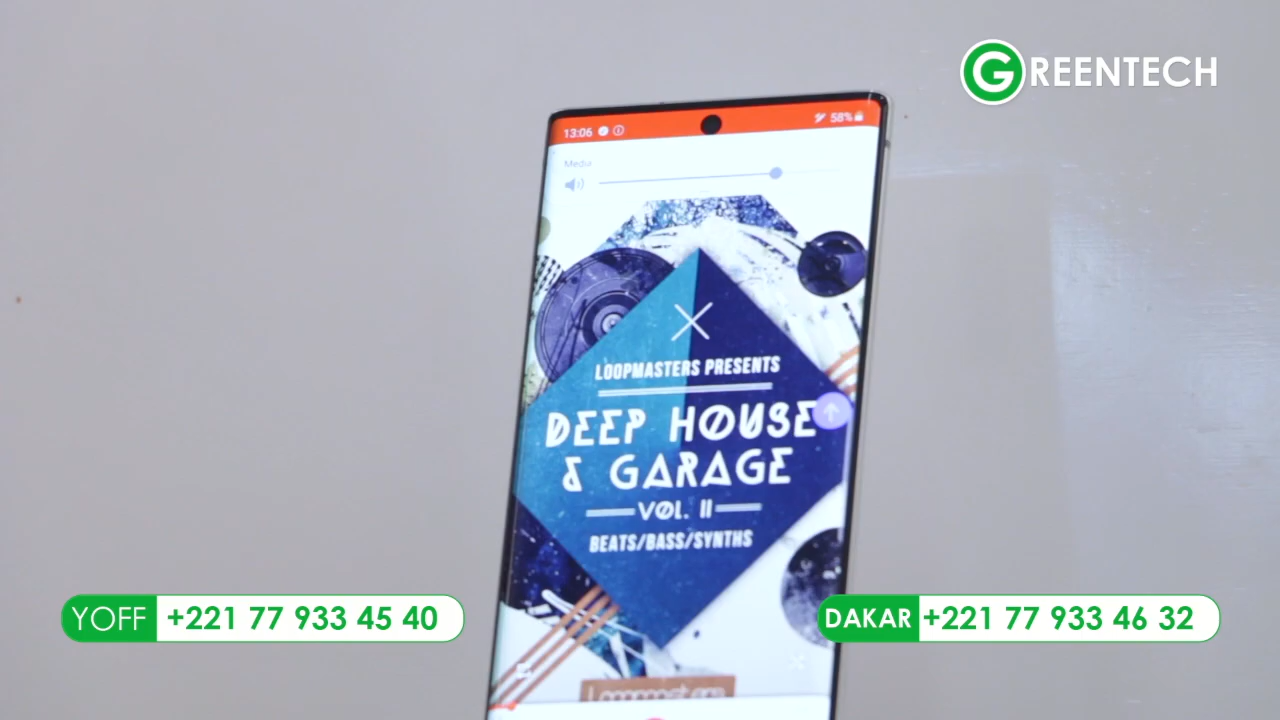 GREENTECH
13:06
58%
Media
LOOPMASTERS PRESENTS
DEEP HOUSE
& GARAGE
VOL. II
BEATS/BASS/SYNTHS
YOFF +221 77 933 45 40
DAKAR +221 77 933 46 32